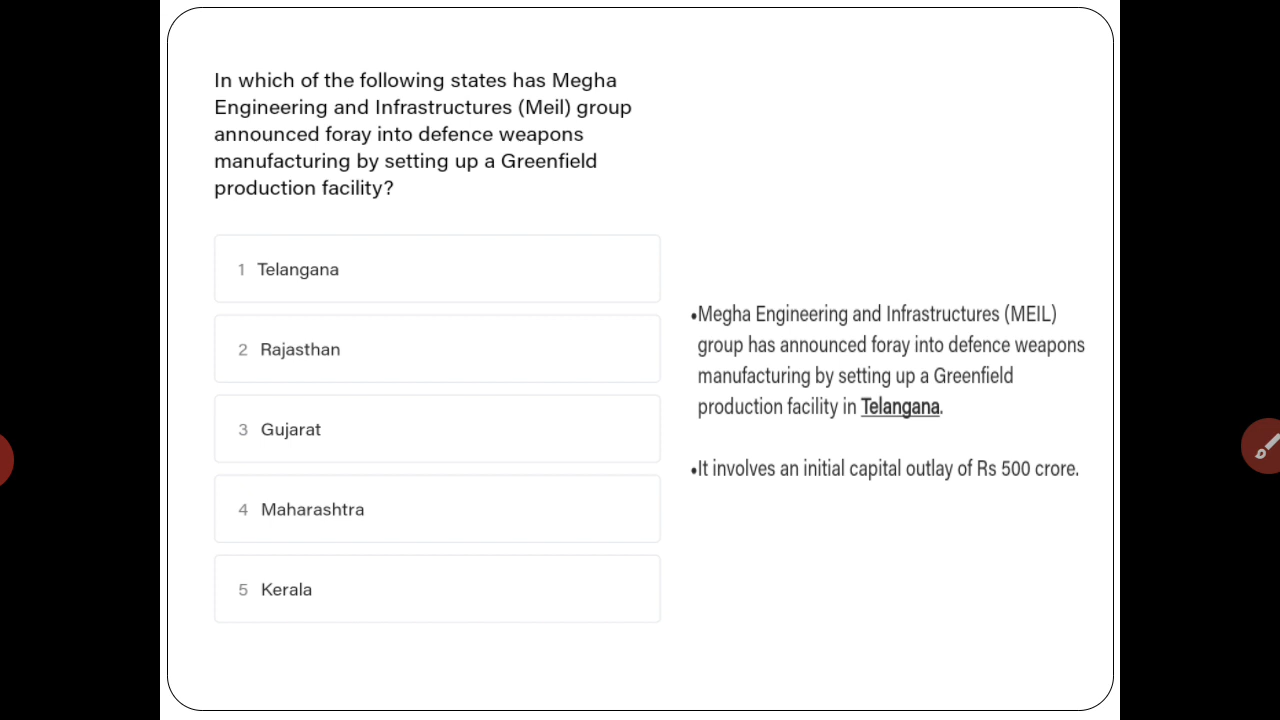 In which of the following states has Megha
Engineering and Infrastructures (Meil) group
announced foray into defence weapons
manufacturing by setting up a Greenfield
production facility?
1 Telangana
2 Rajasthan
3 Gujarat
4 Maharashtra
5 Kerala
•Megha Engineering and Infrastructures (MEIL)
group has announced foray into defence weapons
manufacturing by setting up a Greenfield
production facility in Telangana.
•It involves an initial capital outlay of Rs 500 crore.